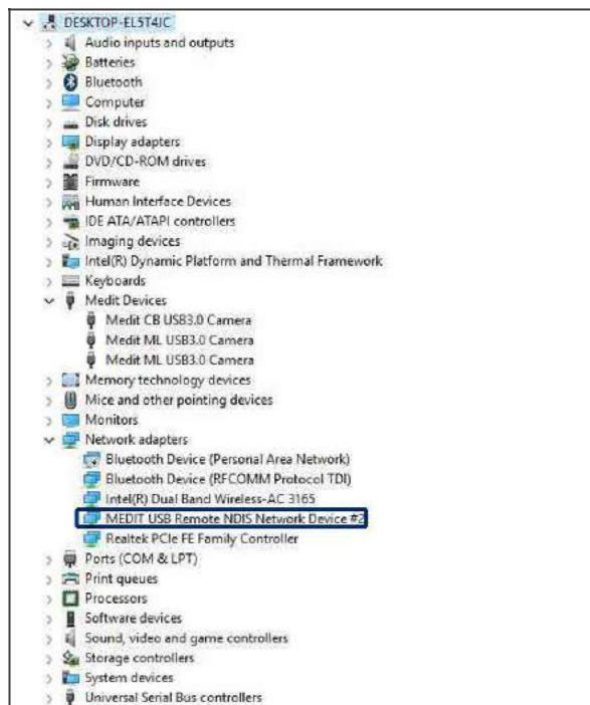 DESKTOP-EL5T4JC
Audio inputs and outputs
Batteries
Bluetooth
Computer
Disk drives
Display adapters
DVD/CD-ROM drives
Firmware
Human Interface Devices
IDE ATA/ATAPI controllers
Imaging devices
Intel(R) Dynamic Platform and Thermal Framework
Keyboards
Medit Devices
Medit CB USB3.0 Camera
Medit ML USB3.0 Camera
Medit ML USB3.0 Camera
Memory technology devices
Mice and other pointing devices
Monitors
Network adapters
Bluetooth Device (Personal Area Network)
Bluetooth Device (RFCOMM Protocol TDI)
Intel(R) Dual Band Wireless-AC 3165
MEDIT USB Remote NDIS Network Device #2
Realtek PCIe FE Family Controller
Ports (COM & LPT)
Print queues
Processors
Software devices
Sound, video and game controllers
Storage controllers
System devices
Universal Serial Bus controllers